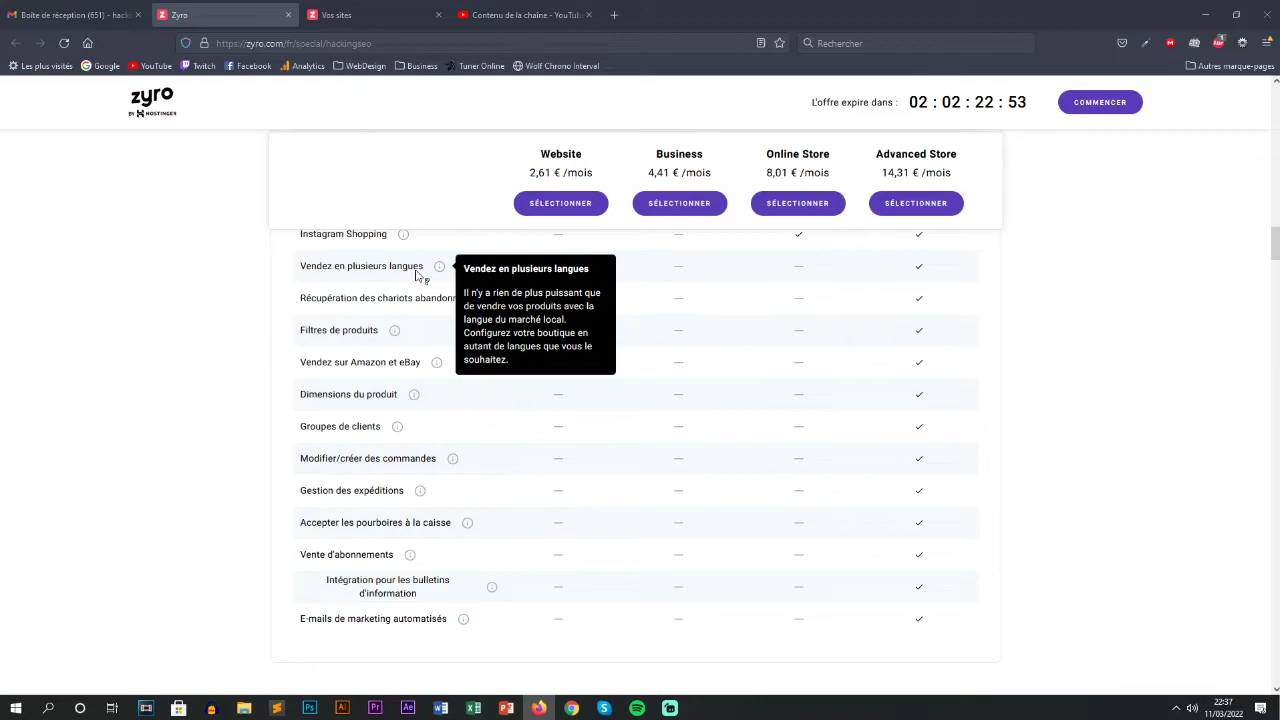 Boîte de réception (651) - hack
Zyro
Vos sites
Contenu de la chaîne - YouTube
https://zyro.com/fr/special/hackingseo
Rechercher
Les plus visités
Google
YouTube
Twitch
Facebook
Analytics
WebDesign
Business
Tuner Online
Wolf Chrono Interval
Autres marque-pages
zyro
BY HOSTINGER
L'offre expire dans : 02 : 02 : 22 : 53
COMMENCER
Website Business Online Store Advanced Store
2,61 € /mois 4,41 € /mois 8,01 € /mois 14,31 € /mois
SÉLECTIONNER SÉLECTIONNER SÉLECTIONNER SÉLECTIONNER
Instagram Shopping
Vendez en plusieurs langues
Vendez en plusieurs langues
Il n'y a rien de plus puissant que
de vendre vos produits avec la
langue du marché local.
Configurez votre boutique en
autant de langues que vous le
souhaitez.
Récupération des chariots abandonn
Filtres de produits
Vendez sur Amazon et eBay
Dimensions du produit
Groupes de clients
Modifier/créer des commandes
Gestion des expéditions
Accepter les pourboires à la caisse
Vente d'abonnements
Intégration pour les bulletins
d'information
E-mails de marketing automatisés
22:37
11/03/2022